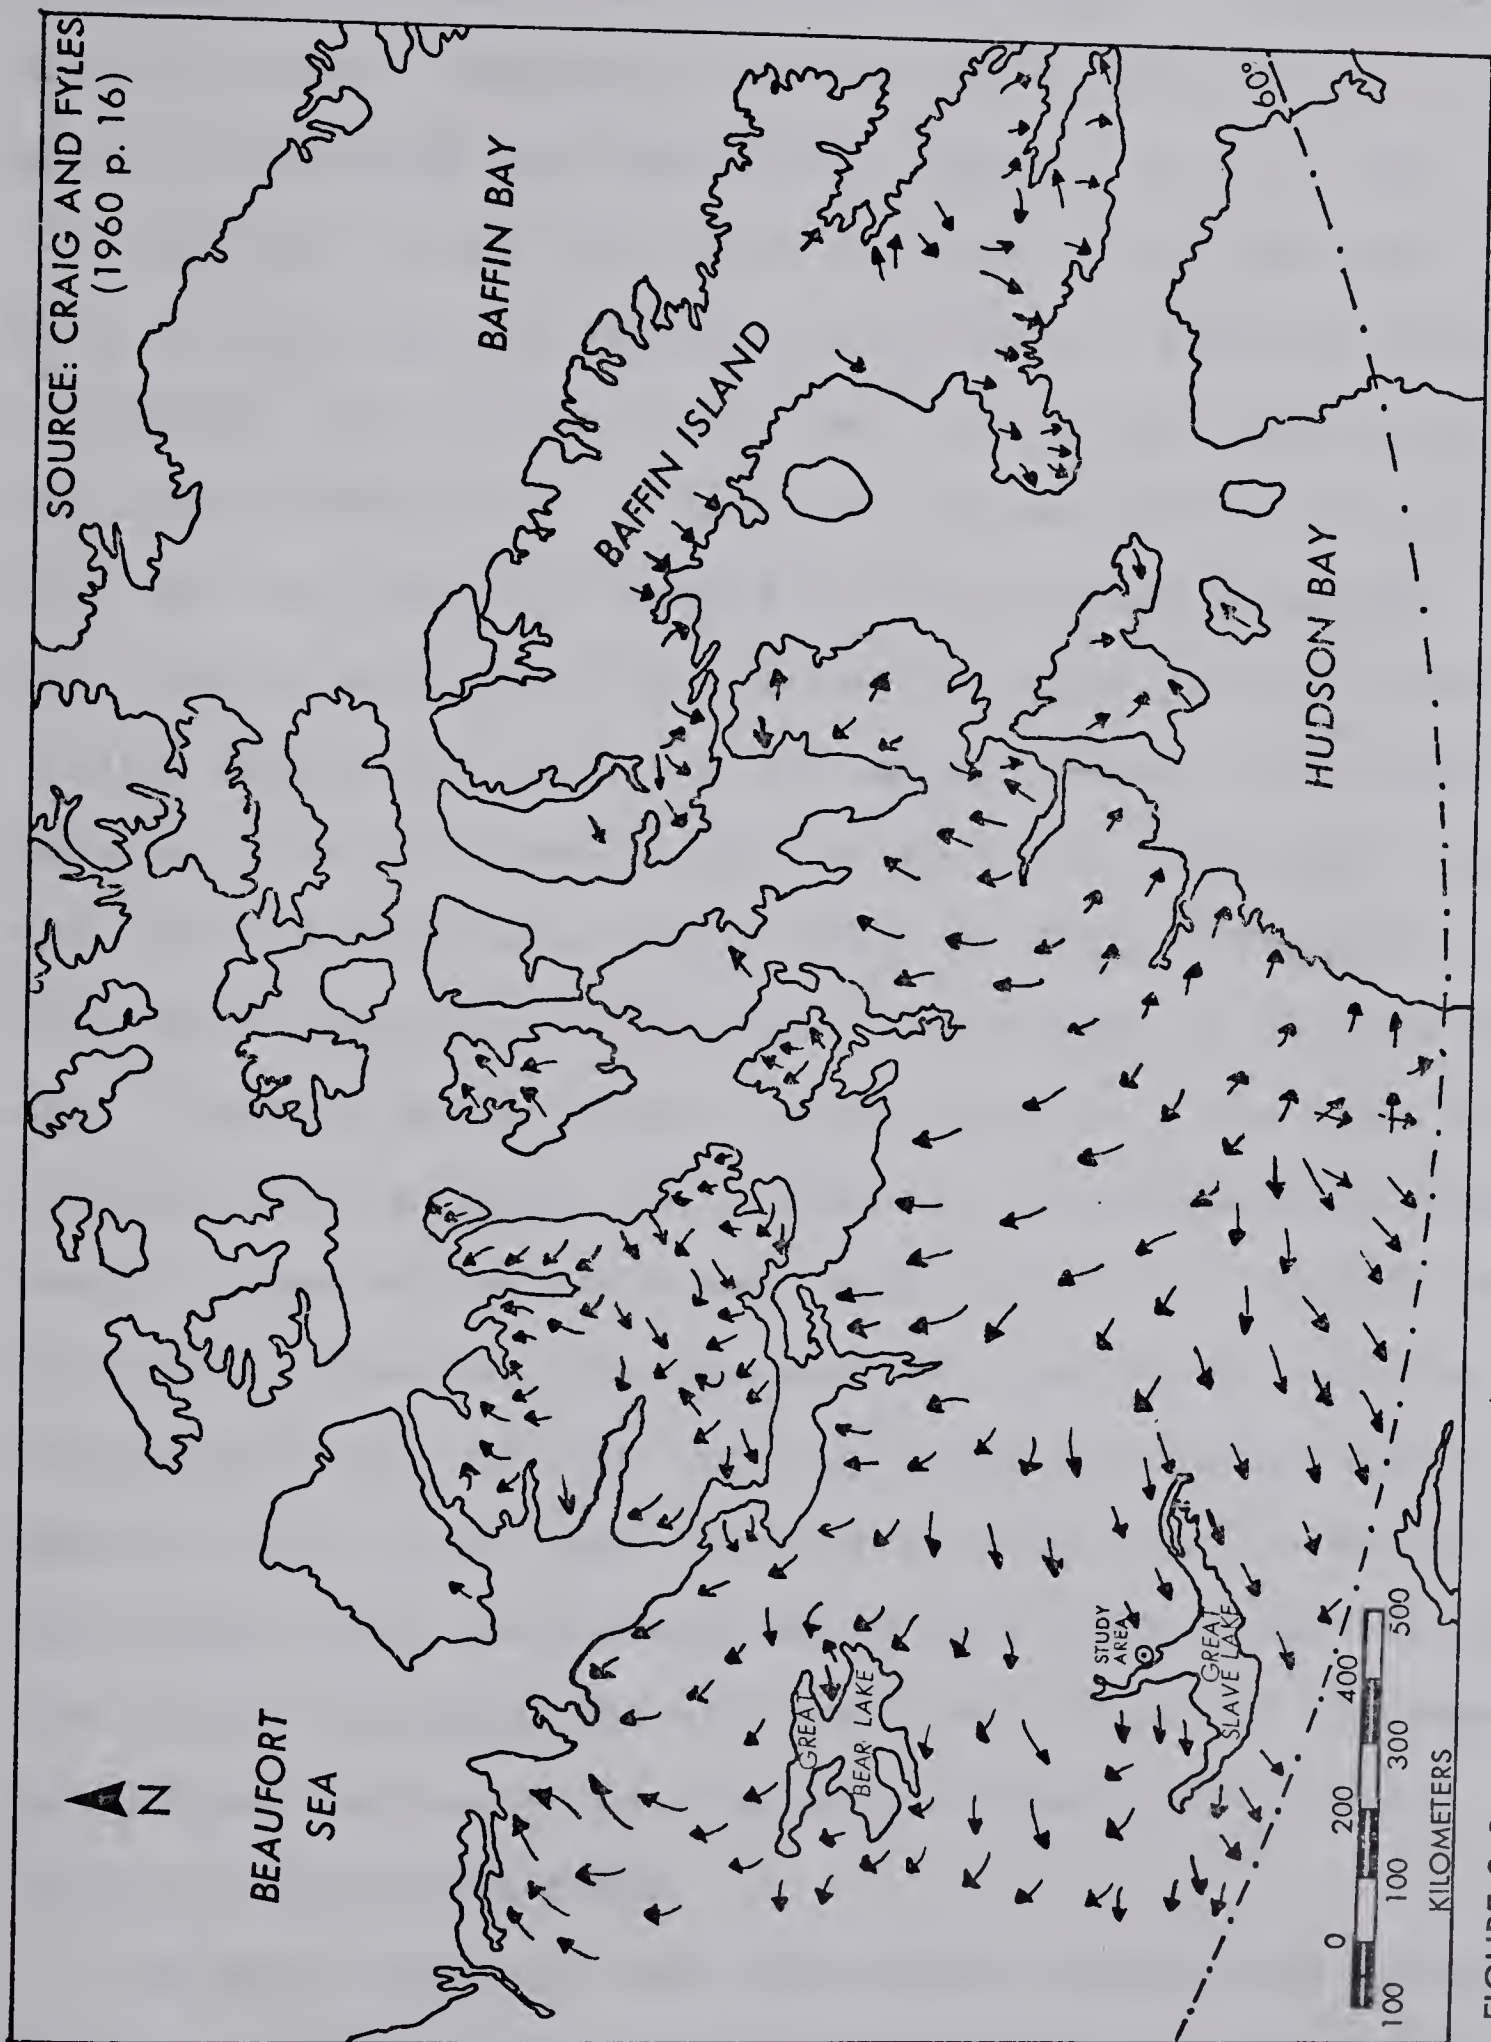 SOURCE: CRAIG AND FYLES
(1960 p. 16)
BAFFIN BAY
BAFFIN ISLAND
60°
HUDSON BAY
N
BEAUFORT
SEA
GREAT
BEAR LAKE
STUDY
AREA
GREAT
SLAVE LAKE
100 0 100 200 300 400 500
KILOMETERS